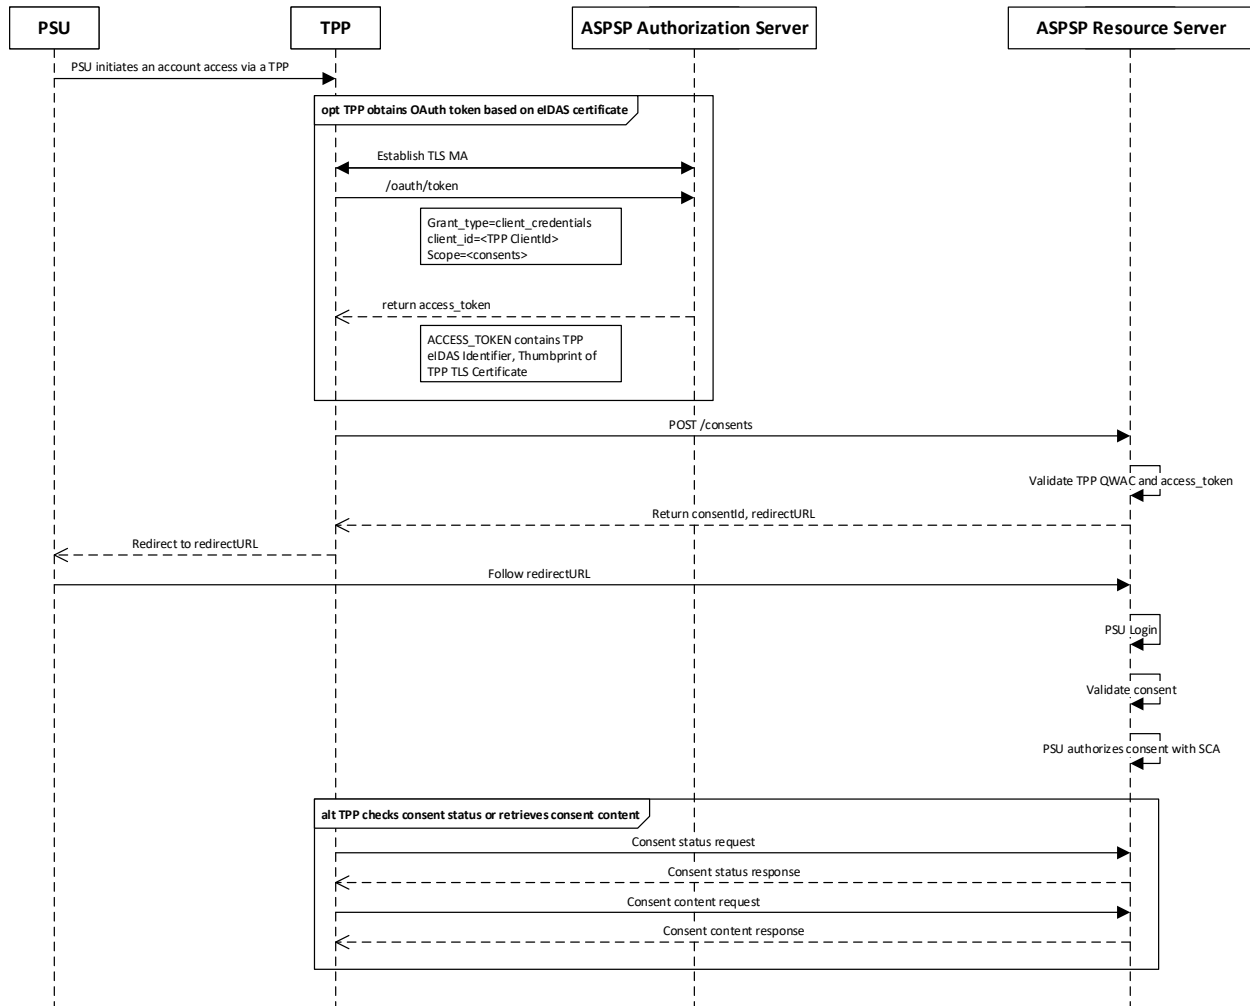 PSU
TPP
ASPSP Authorization Server
ASPSP Resource Server
PSU initiates an account access via a TPP
opt TPP obtains OAuth token based on eIDAS certificate
Establish TLS MA
/oauth/token
Grant_type=client_credentials
client_id=<TPP ClientId>
Scope=<consents>
return access_token
ACCESS_TOKEN contains TPP
eIDAS Identifier, Thumbprint of
TPP TLS Certificate
POST /consents
Validate TPP QWAC and access_token
Return consentId, redirectURL
Redirect to redirectURL
Follow redirectURL
PSU Login
Validate consent
PSU authorizes consent with SCA
alt TPP checks consent status or retrieves consent content
Consent status request
Consent status response
Consent content request
Consent content response